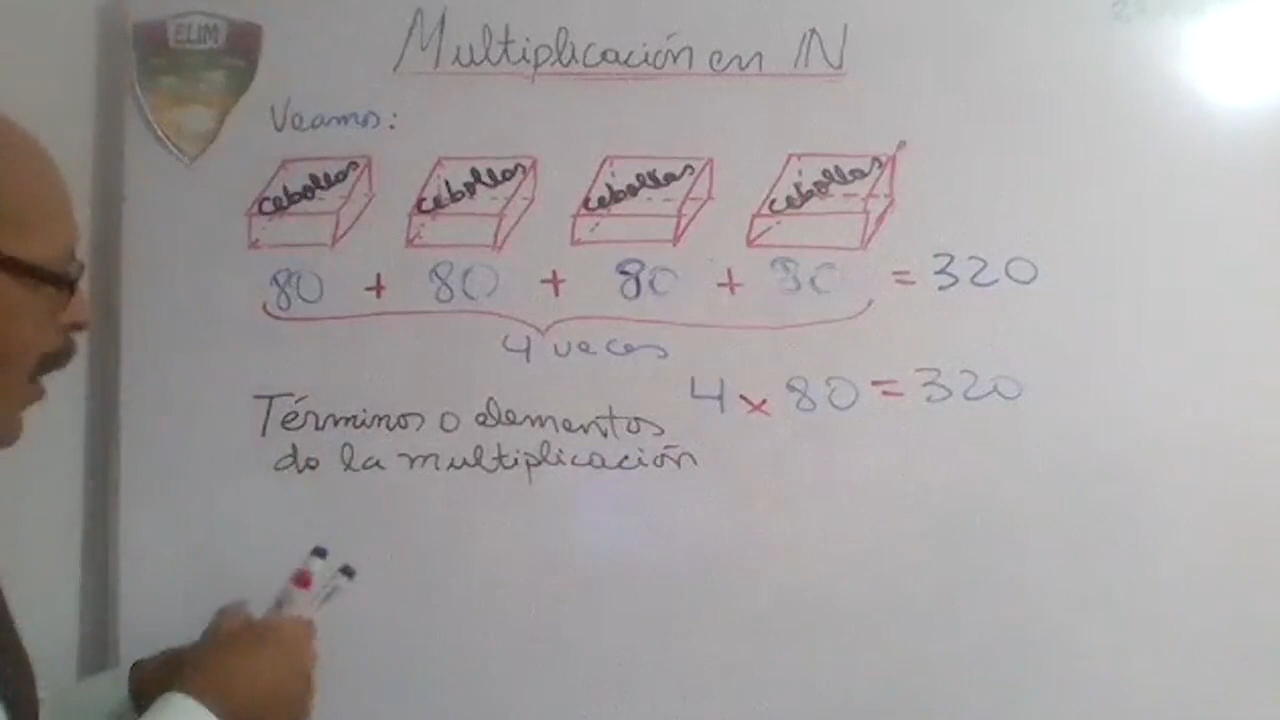 ELIM
Multiplicación en ℕ
Veamos:
cebollas cebollas cebollas cebollas
80 + 80 + 80 + 80 = 320
4 veces
4 x 80 = 320
Términos o elementos
de la multiplicación